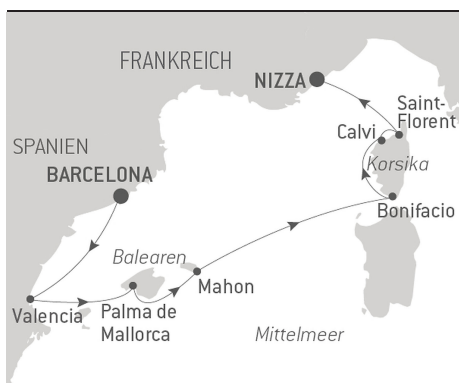 FRANKREICH
NIZZA
Saint-
Florent
Calvi
SPANIEN
Korsika
BARCELONA
Bonifacio
Balearen
Mahon
Valencia
Palma de
Mallorca
Mittelmeer